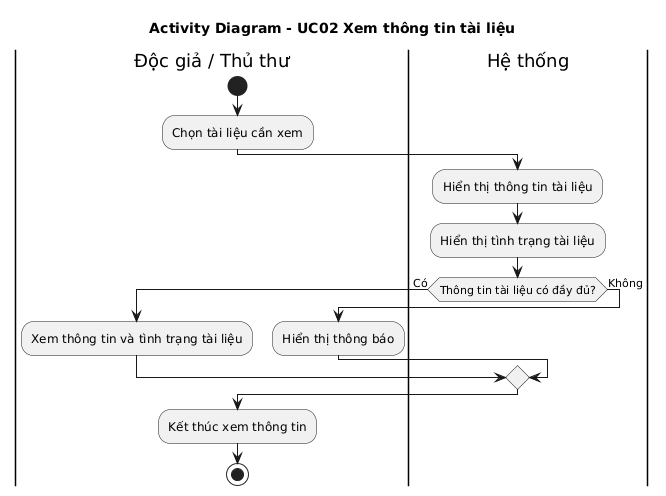 Activity Diagram - UC02 Xem thông tin tài liệu
Độc giả / Thủ thư
Hệ thống
Chọn tài liệu cần xem
Hiển thị thông tin tài liệu
Hiển thị tình trạng tài liệu
Có
Thông tin tài liệu có đầy đủ?
Không
Xem thông tin và tình trạng tài liệu
Hiển thị thông báo
Kết thúc xem thông tin